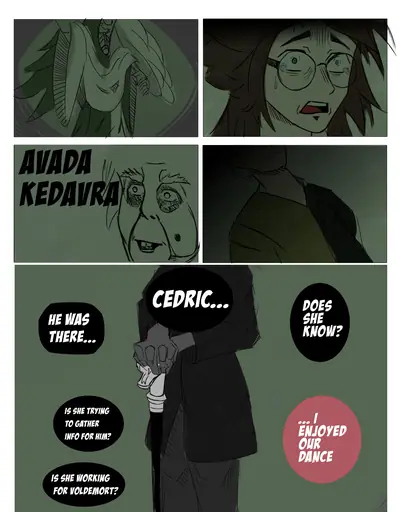 AVADA
KEDAVRA
CEDRIC...
HE WAS
THERE...
DOES
SHE
KNOW?
IS SHE TRYING
TO GATHER
INFO FOR HIM?
... I
ENJOYED
OUR
DANCE
IS SHE WORKING
FOR VOLDEMORT?